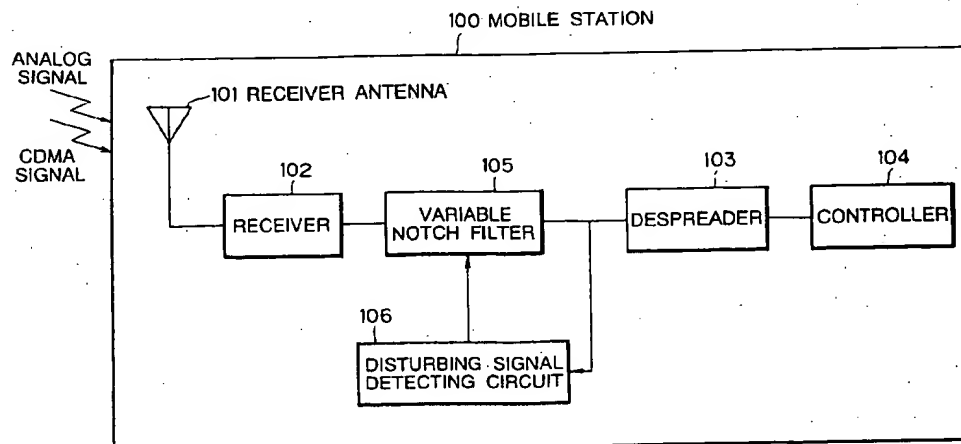 100 MOBILE STATION
ANALOG
SIGNAL
101 RECEIVER ANTENNA
CDMA
SIGNAL
102
105
103
104
RECEIVER
VARIABLE
NOTCH FILTER
DESPREADER
CONTROLLER
106
DISTURBING SIGNAL
DETECTING CIRCUIT